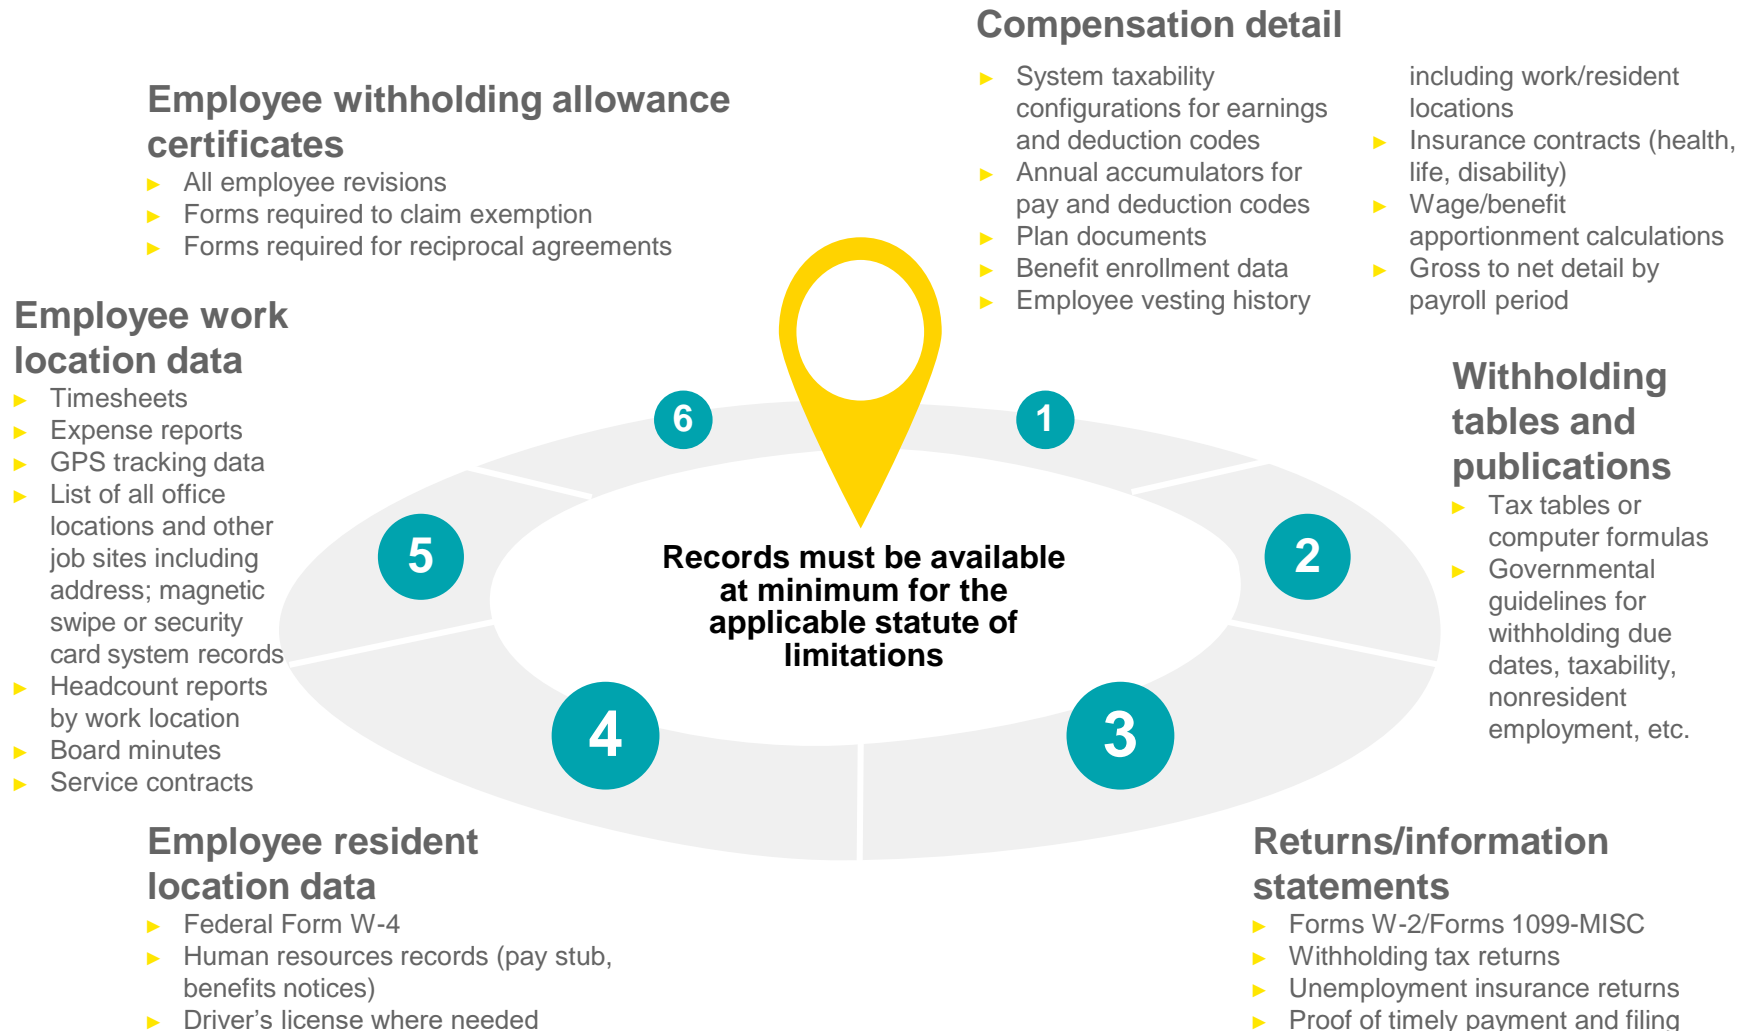 Compensation detail
► System taxability
configurations for earnings
and deduction codes
► Annual accumulators for
pay and deduction codes
► Plan documents
► Benefit enrollment data
► Employee vesting history
including work/resident
locations
► Insurance contracts (health,
life, disability)
► Wage/benefit
apportionment calculations
► Gross to net detail by
payroll period
Employee withholding allowance
certificates
► All employee revisions
► Forms required to claim exemption
► Forms required for reciprocal agreements
Employee work
location data
► Timesheets
► Expense reports
► GPS tracking data
► List of all office
locations and other
job sites including
address; magnetic
swipe or security
card system records
► Headcount reports
by work location
► Board minutes
► Service contracts
6
1
5
2
4
3
Records must be available
at minimum for the
applicable statute of
limitations
Withholding
tables and
publications
► Tax tables or
computer formulas
► Governmental
guidelines for
withholding due
dates, taxability,
nonresident
employment, etc.
Employee resident
location data
► Federal Form W-4
► Human resources records (pay stub,
benefits notices)
► Driver's license where needed
Returns/information
statements
► Forms W-2/Forms 1099-MISC
► Withholding tax returns
► Unemployment insurance returns
► Proof of timely payment and filing